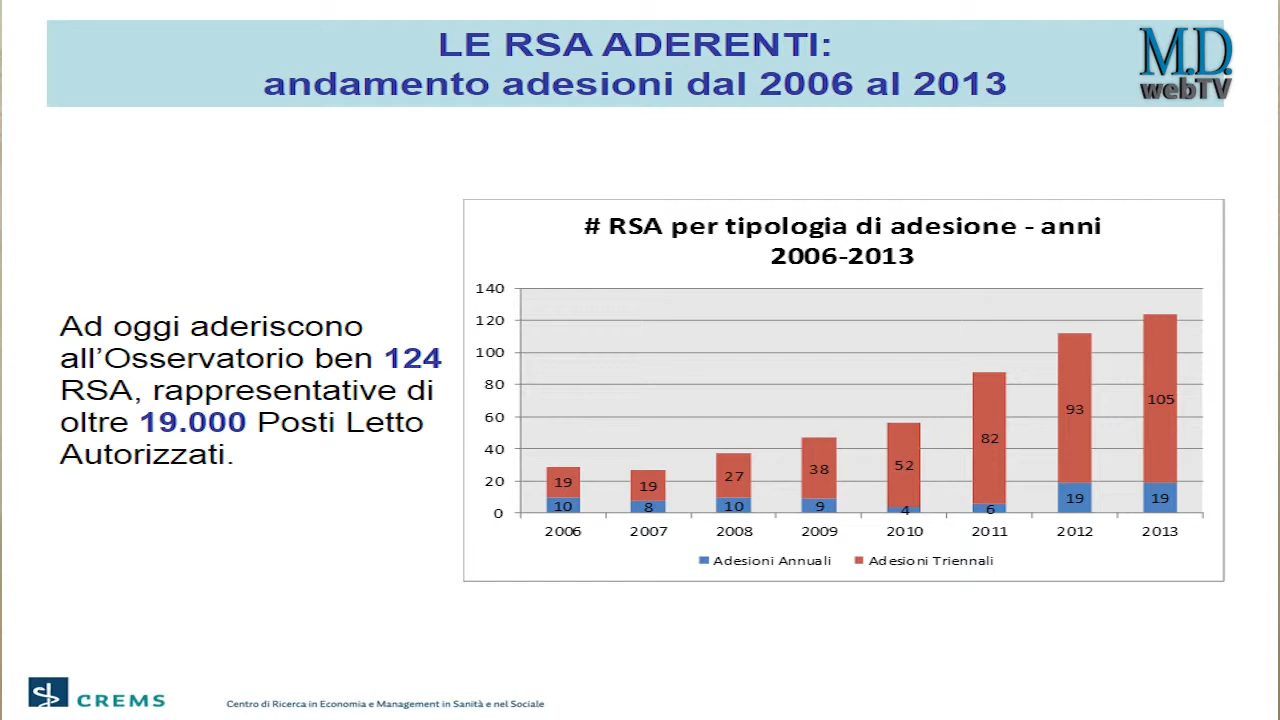 LE RSA ADERENTI:
andamento adesioni dal 2006 al 2013
M.D.
webTV
Ad oggi aderiscono
all'Osservatorio ben 124
RSA, rappresentative di
oltre 19.000 Posti Letto
Autorizzati.
# RSA per tipologia di adesione - anni
2006-2013
140
120
100
80
60
40
20
0
19 19 27 38 52 82 93 105
10 8 10 9 4 6 19 19
2006 2007 2008 2009 2010 2011 2012 2013
Adesioni Annuali Adesioni Triennali
CREMS
Centro di Ricerca in Economia e Management in Sanità e nel Sociale